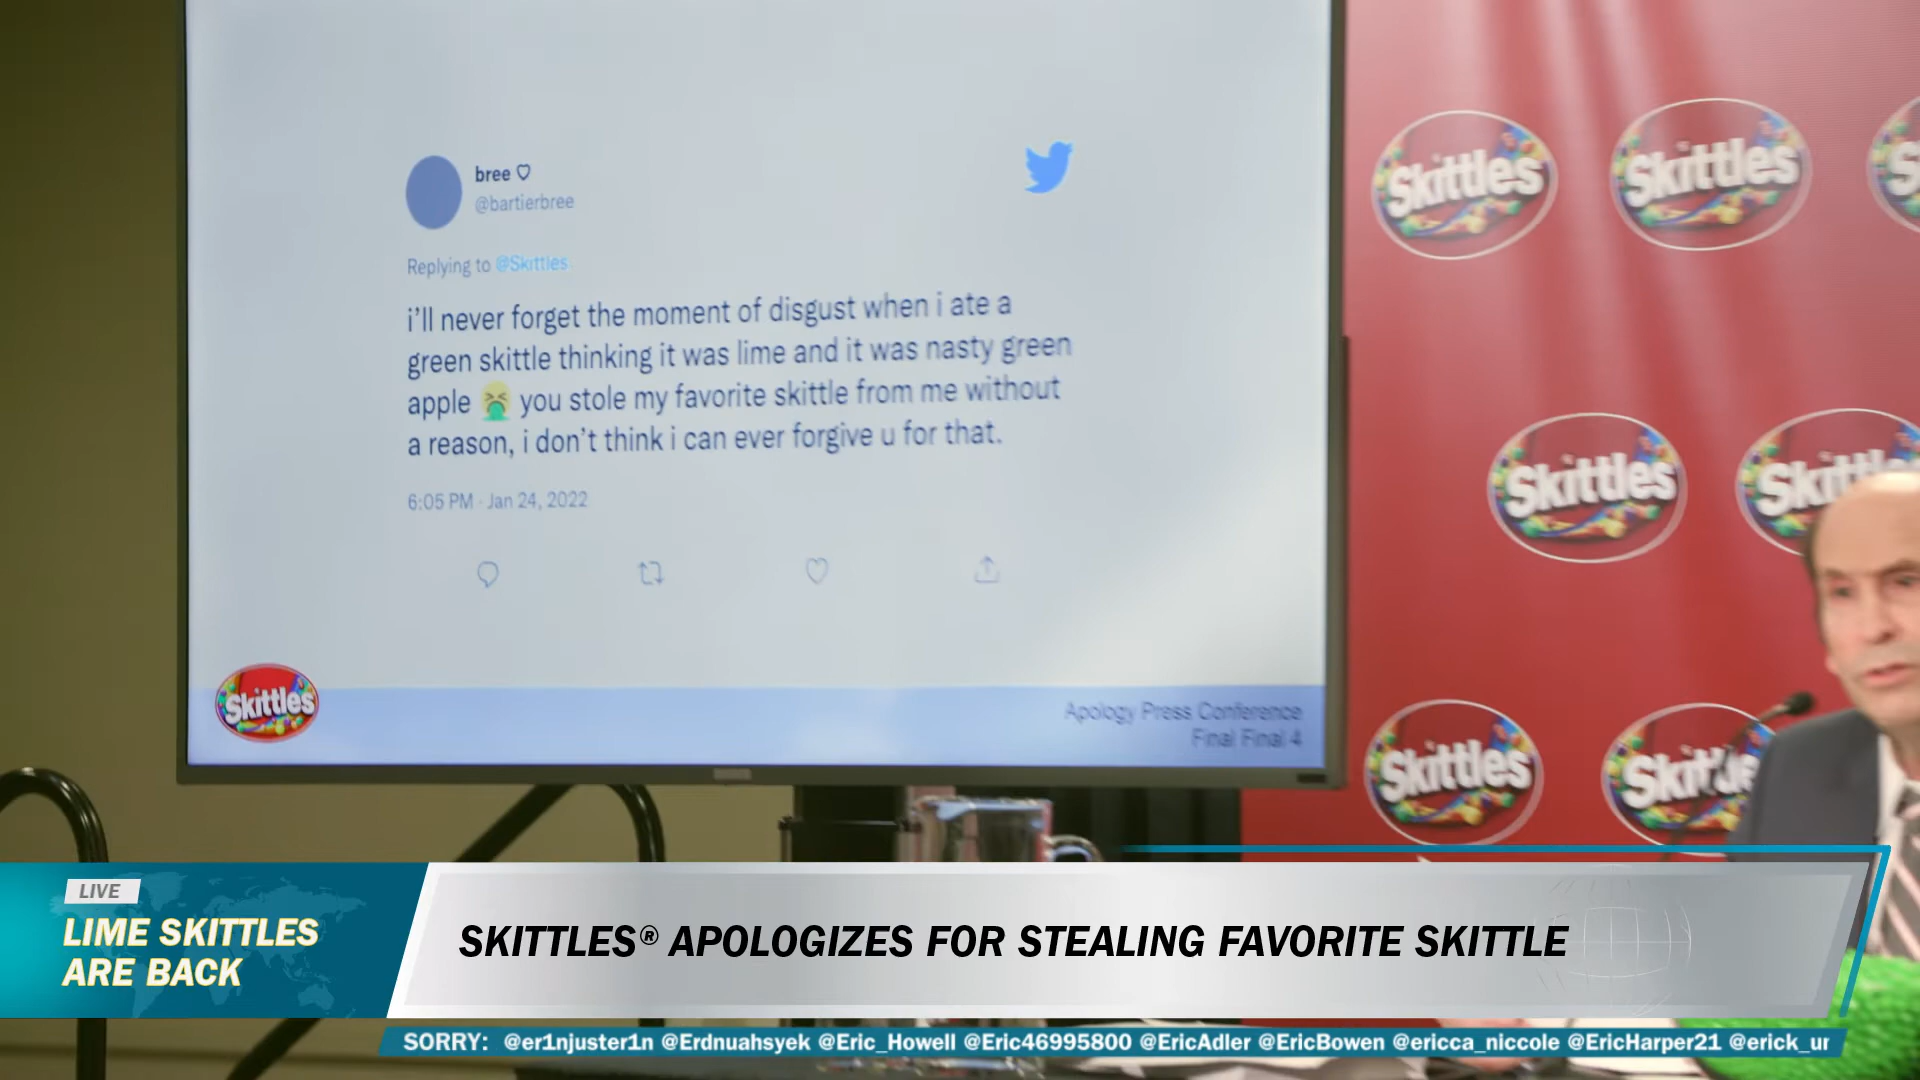 bree ♡
@bartierbree
Replying to @Skittles
i'll never forget the moment of disgust when i ate a
green skittle thinking it was lime and it was nasty green
apple 🤮 you stole my favorite skittle from me without
a reason, i don't think i can ever forgive u for that.
6:05 PM · Jan 24, 2022
Skittles
Apology Press Conference
Final Final 4
Skittles
Skittles
Skittles
Skittles
Skittles
Skittles
LIVE
LIME SKITTLES
ARE BACK
SKITTLES® APOLOGIZES FOR STEALING FAVORITE SKITTLE
SORRY: @er1njuster1n @Erdnuahsyek @Eric_Howell @Eric46995800 @EricAdler @EricBowen @ericca_niccole @EricHarper21 @erick_ur